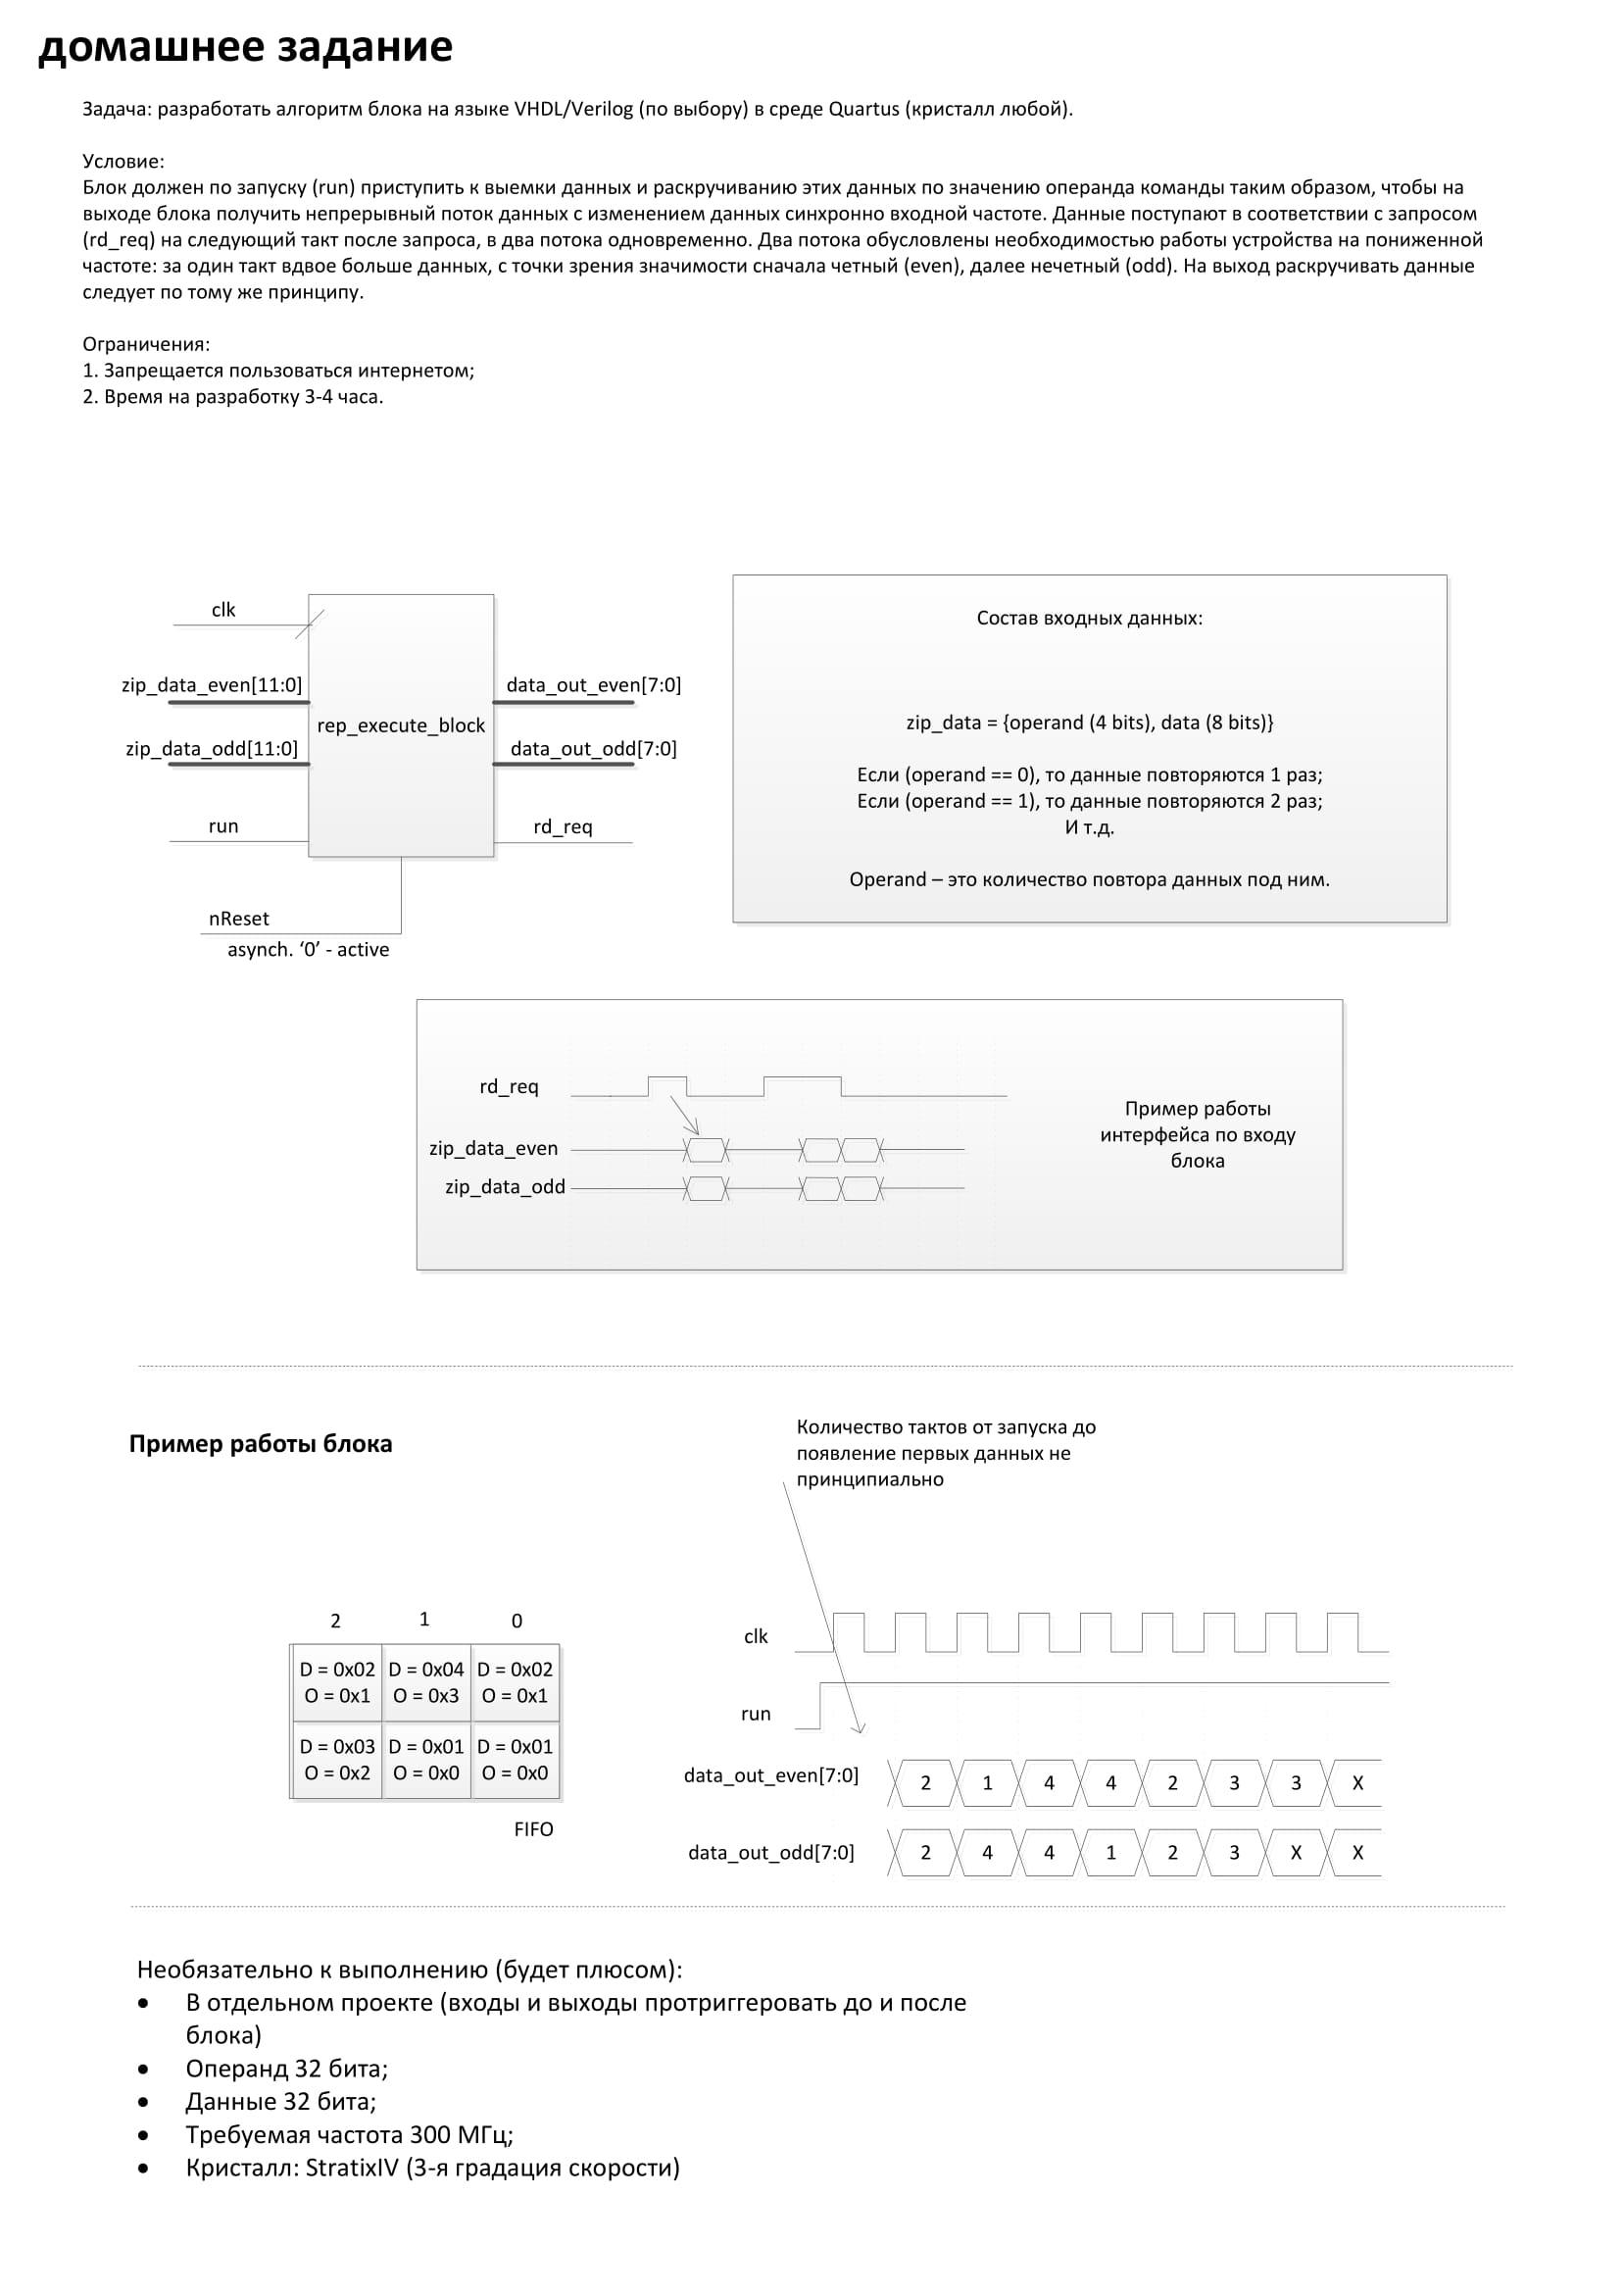 домашнее задание
Задача: разработать алгоритм блока на языке VHDL/Verilog (по выбору) в среде Quartus (кристалл любой).
Условие:
Блок должен по запуску (run) приступить к выемки данных и раскручиванию этих данных по значению операнда команды таким образом, чтобы на
выходе блока получить непрерывный поток данных с изменением данных синхронно входной частоте. Данные поступают в соответствии с запросом
(rd_req) на следующий такт после запроса, в два потока одновременно. Два потока обусловлены необходимостью работы устройства на пониженной
частоте: за один такт вдвое больше данных, с точки зрения значимости сначала четный (even), далее нечетный (odd). На выход раскручивать данные
следует по тому же принципу.
Ограничения:
1. Запрещается пользоваться интернетом;
2. Время на разработку 3-4 часа.
clk
zip_data_even[11:0]
zip_data_odd[11:0]
run
nReset
asynch. ‘0’ - active
rep_execute_block
data_out_even[7:0]
data_out_odd[7:0]
rd_req
Состав входных данных:
zip_data = {operand (4 bits), data (8 bits)}
Если (operand == 0), то данные повторяются 1 раз;
Если (operand == 1), то данные повторяются 2 раз;
И т.д.
Operand – это количество повтора данных под ним.
rd_req
zip_data_even
zip_data_odd
Пример работы
интерфейса по входу
блока
Пример работы блока
Количество тактов от запуска до
появление первых данных не
принципиально
2 1 0
D = 0x02 D = 0x04 D = 0x02
O = 0x1 O = 0x3 O = 0x1
D = 0x03 D = 0x01 D = 0x01
O = 0x2 O = 0x0 O = 0x0
FIFO
clk
run
data_out_even[7:0] 2 1 4 4 2 3 3 X
data_out_odd[7:0] 2 4 4 1 2 3 X X
Необязательно к выполнению (будет плюсом):
• В отдельном проекте (входы и выходы протриггеровать до и после
блока)
• Операнд 32 бита;
• Данные 32 бита;
• Требуемая частота 300 МГц;
• Кристалл: StratixIV (3-я градация скорости)